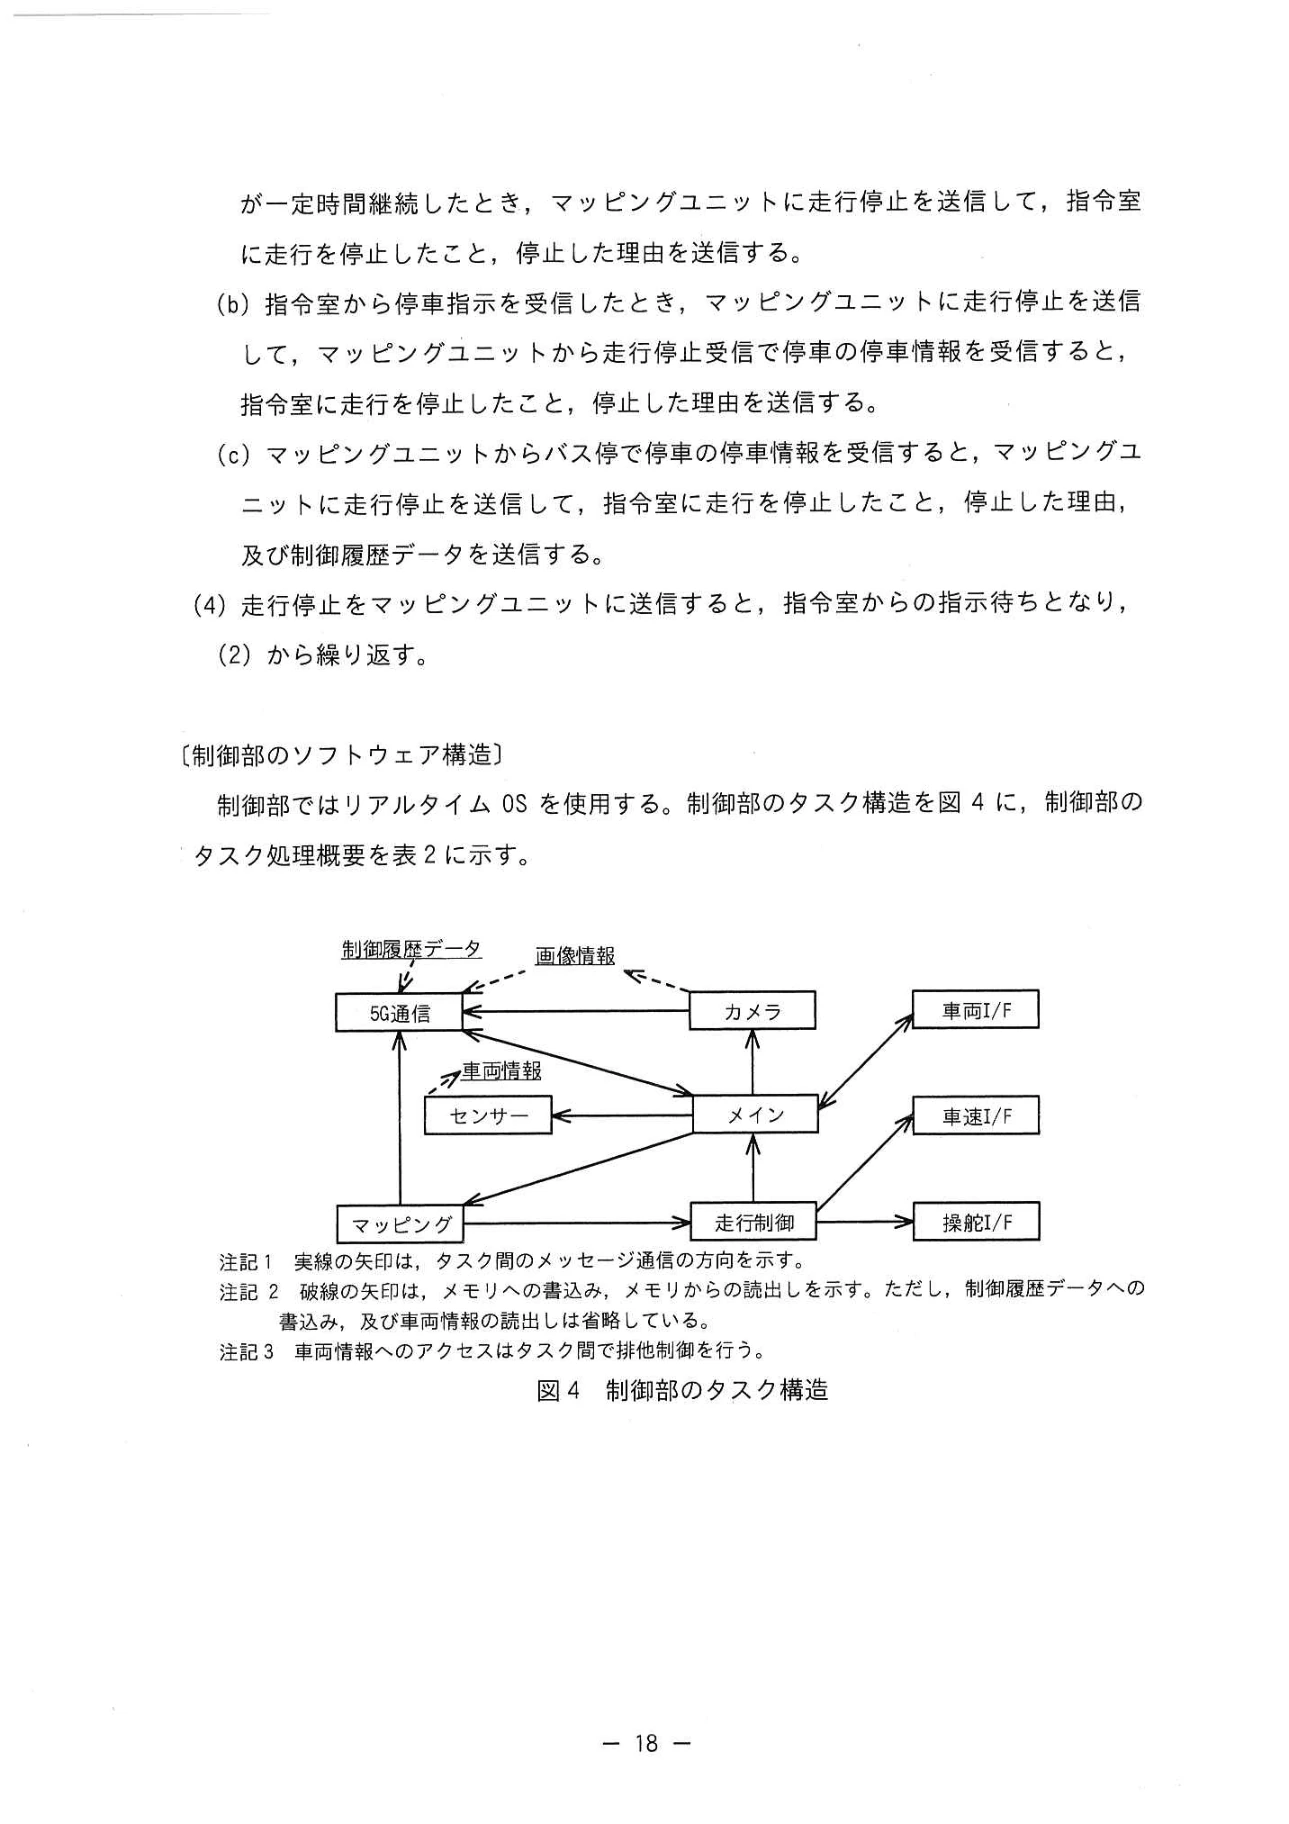 が一定時間継続したとき，マッピングユニットに走行停止を送信して，指令室
に走行を停止したこと，停止した理由を送信する。
(b) 指令室から停車指示を受信したとき，マッピングユニットに走行停止を送信
して，マッピングユニットから走行停止受信で停車の停車情報を受信すると，
指令室に走行を停止したこと，停止した理由を送信する。
(c) マッピングユニットからバス停で停車の停車情報を受信すると，マッピングユ
ニットに走行停止を送信して，指令室に走行を停止したこと，停止した理由，
及び制御履歴データを送信する。
(4) 走行停止をマッピングユニットに送信すると，指令室からの指示待ちとなり，
(2) から繰り返す。
〔制御部のソフトウェア構造〕
制御部ではリアルタイム OS を使用する。制御部のタスク構造を図 4 に，制御部の
タスク処理概要を表 2 に示す。
制御履歴データ
画像情報
5G通信
カメラ
車両I/F
車両情報
センサー
メイン
車速I/F
マッピング
走行制御
操舵I/F
注記 1 実線の矢印は，タスク間のメッセージ通信の方向を示す。
注記 2 破線の矢印は，メモリへの書込み，メモリからの読出しを示す。ただし，制御履歴データへの
書込み，及び車両情報の読出しは省略している。
注記 3 車両情報へのアクセスはタスク間で排他制御を行う。
図 4 制御部のタスク構造
－ 18 －